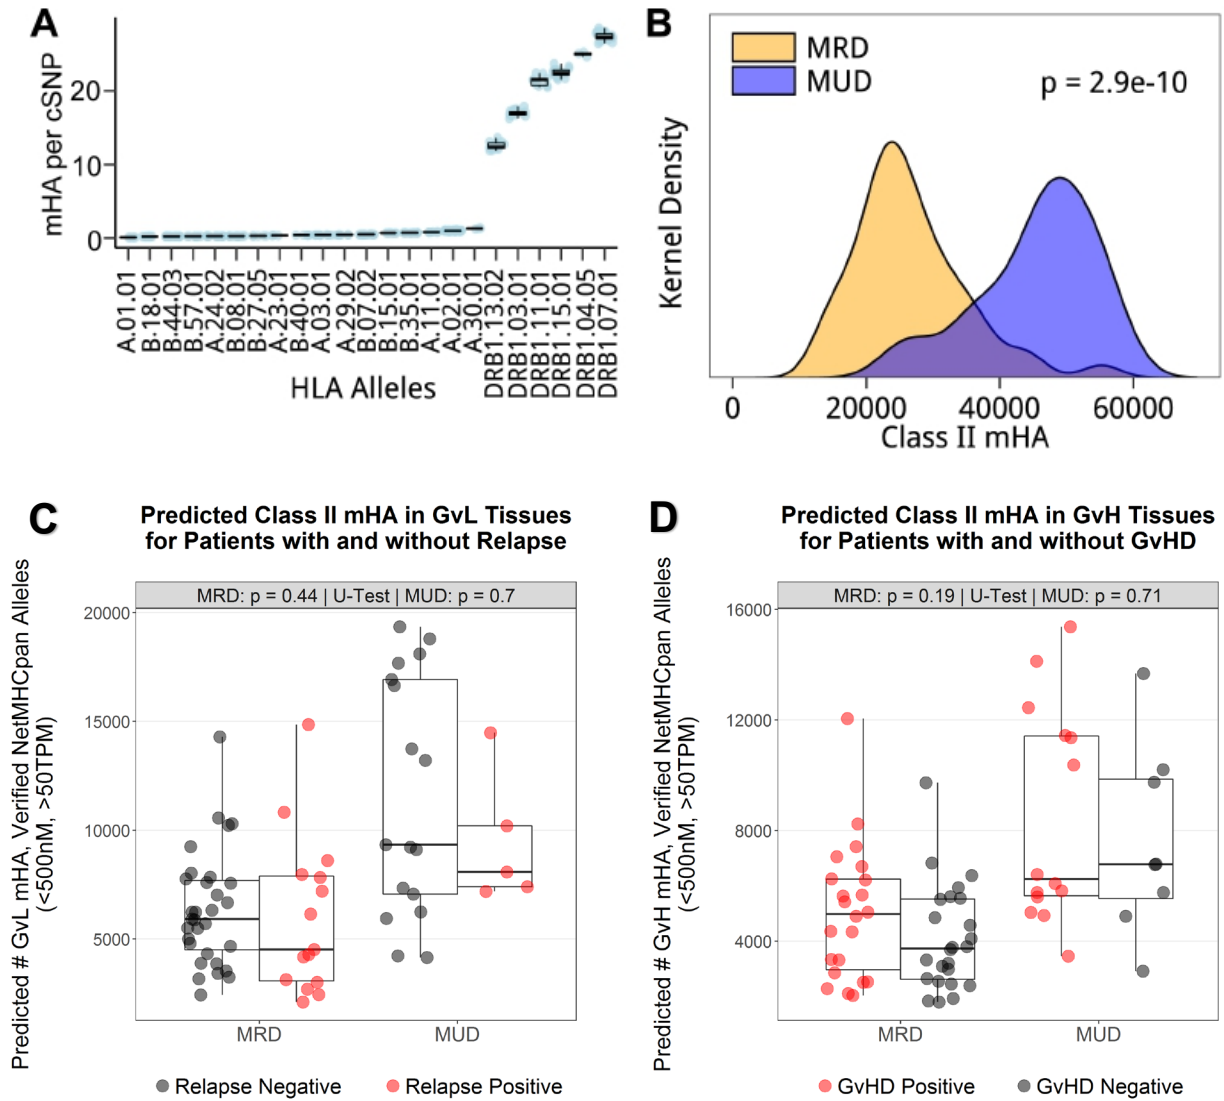 A
mHA per cSNP
20
10
0
A.01.01
B.18.01
B.44.03
B.57.01
A.24.02
B.08.01
B.27.05
A.23.01
B.40.01
A.03.01
A.29.02
B.07.02
B.15.01
B.35.01
A.11.01
A.02.01
A.30.01
DRB1.13.02
DRB1.03.01
DRB1.11.01
DRB1.15.01
DRB1.04.05
DRB1.07.01
HLA Alleles
B
MRD
MUD
p = 2.9e-10
Kernel Density
0
20000
40000
60000
Class II mHA
C
Predicted Class II mHA in GvL Tissues
for Patients with and without Relapse
Predicted # GvL mHA, Verified NetMHCpan Alleles
(<500nM, >50TPM)
MRD: p = 0.44 | U-Test | MUD: p = 0.7
20000
15000
10000
5000
MRD
MUD
Relapse Negative
Relapse Positive
D
Predicted Class II mHA in GvH Tissues
for Patients with and without GvHD
Predicted # GvH mHA, Verified NetMHCpan Alleles
(<500nM, >50TPM)
MRD: p = 0.19 | U-Test | MUD: p = 0.71
16000
12000
8000
4000
MRD
MUD
GvHD Positive
GvHD Negative